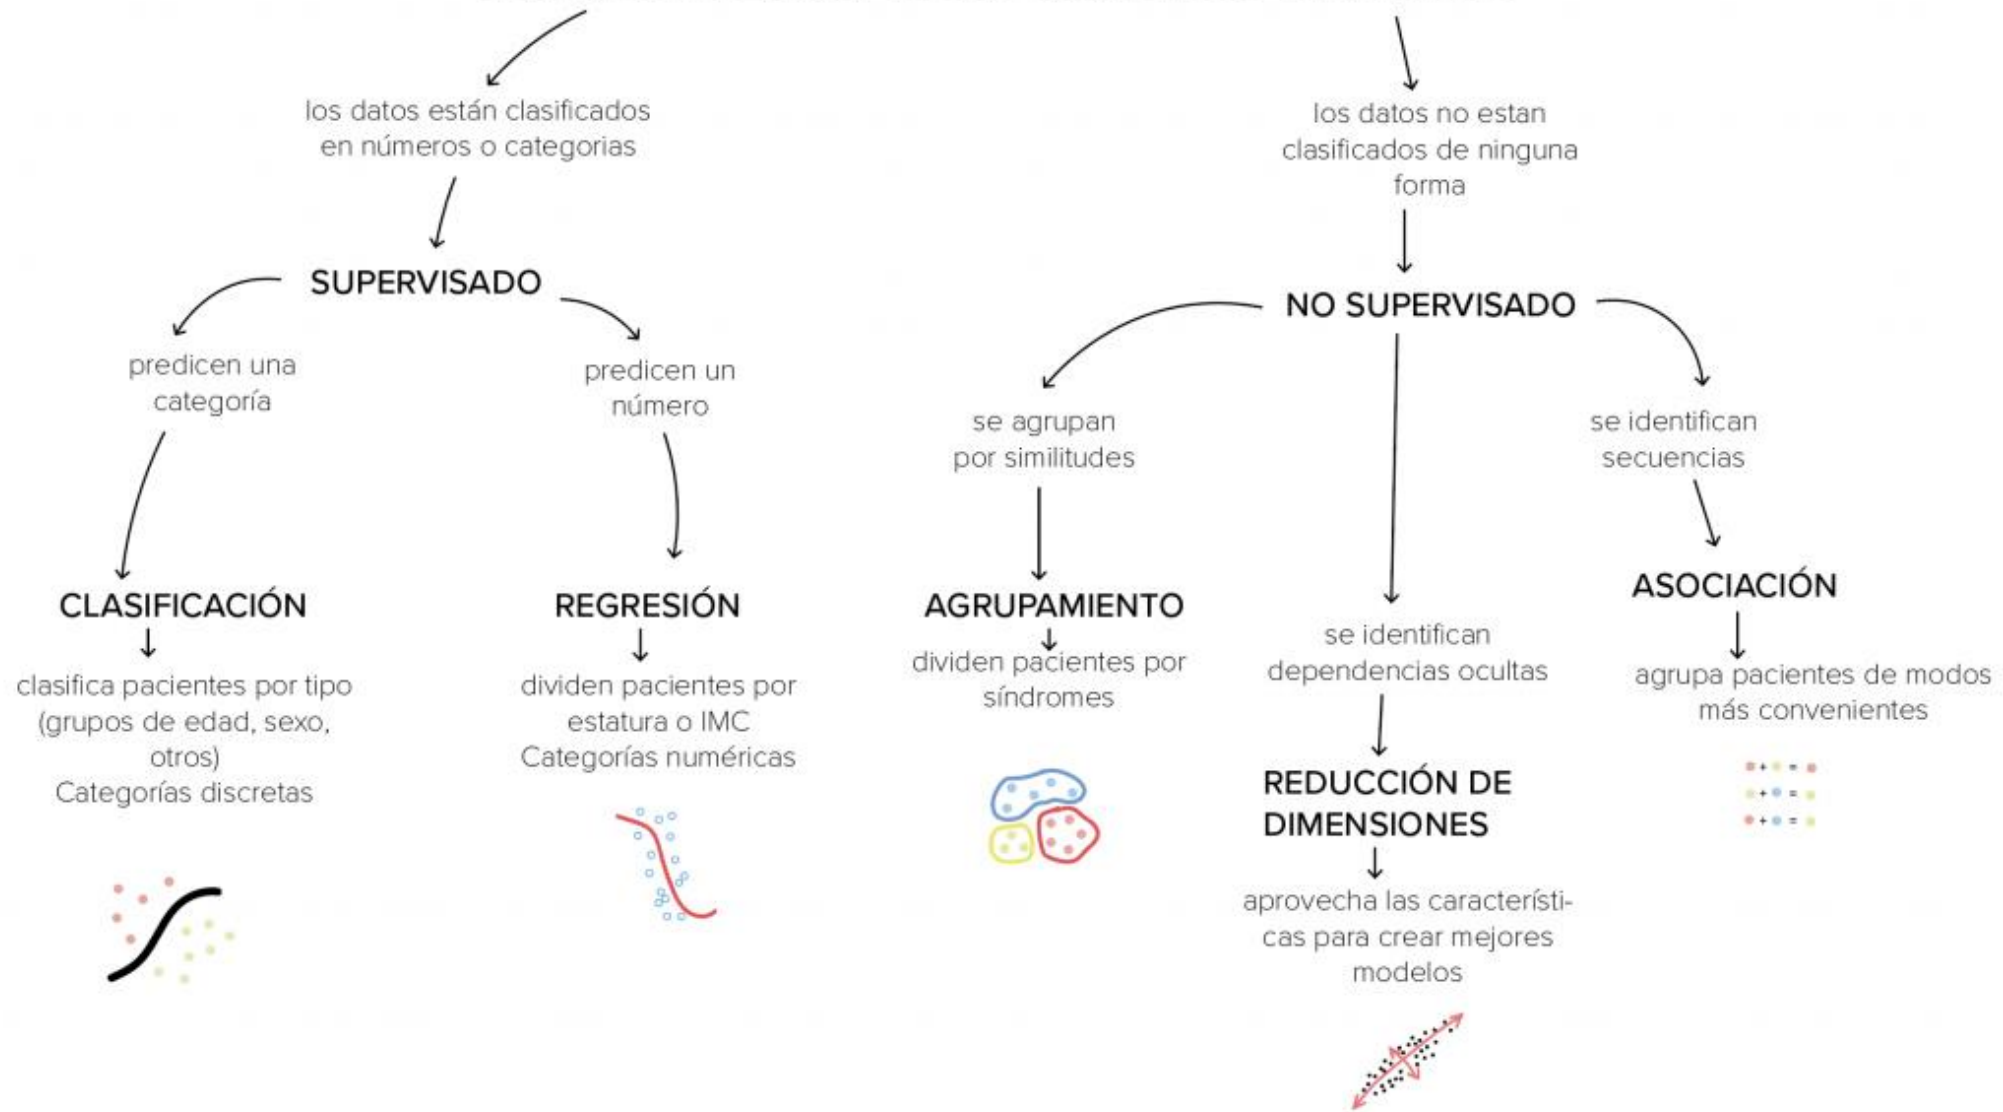 los datos están clasificados
en números o categorias
SUPERVISADO
predicen una
categoría
predicen un
número
CLASIFICACIÓN
clasifica pacientes por tipo
(grupos de edad, sexo,
otros)
Categorías discretas
REGRESIÓN
dividen pacientes por
estatura o IMC
Categorías numéricas
los datos no estan
clasificados de ninguna
forma
NO SUPERVISADO
se agrupan
por similitudes
AGRUPAMIENTO
dividen pacientes por
síndromes
se identifican
dependencias ocultas
REDUCCIÓN DE
DIMENSIONES
aprovecha las característi-
cas para crear mejores
modelos
se identifican
secuencias
ASOCIACIÓN
agrupa pacientes de modos
más convenientes
+ =
+ =
+ =